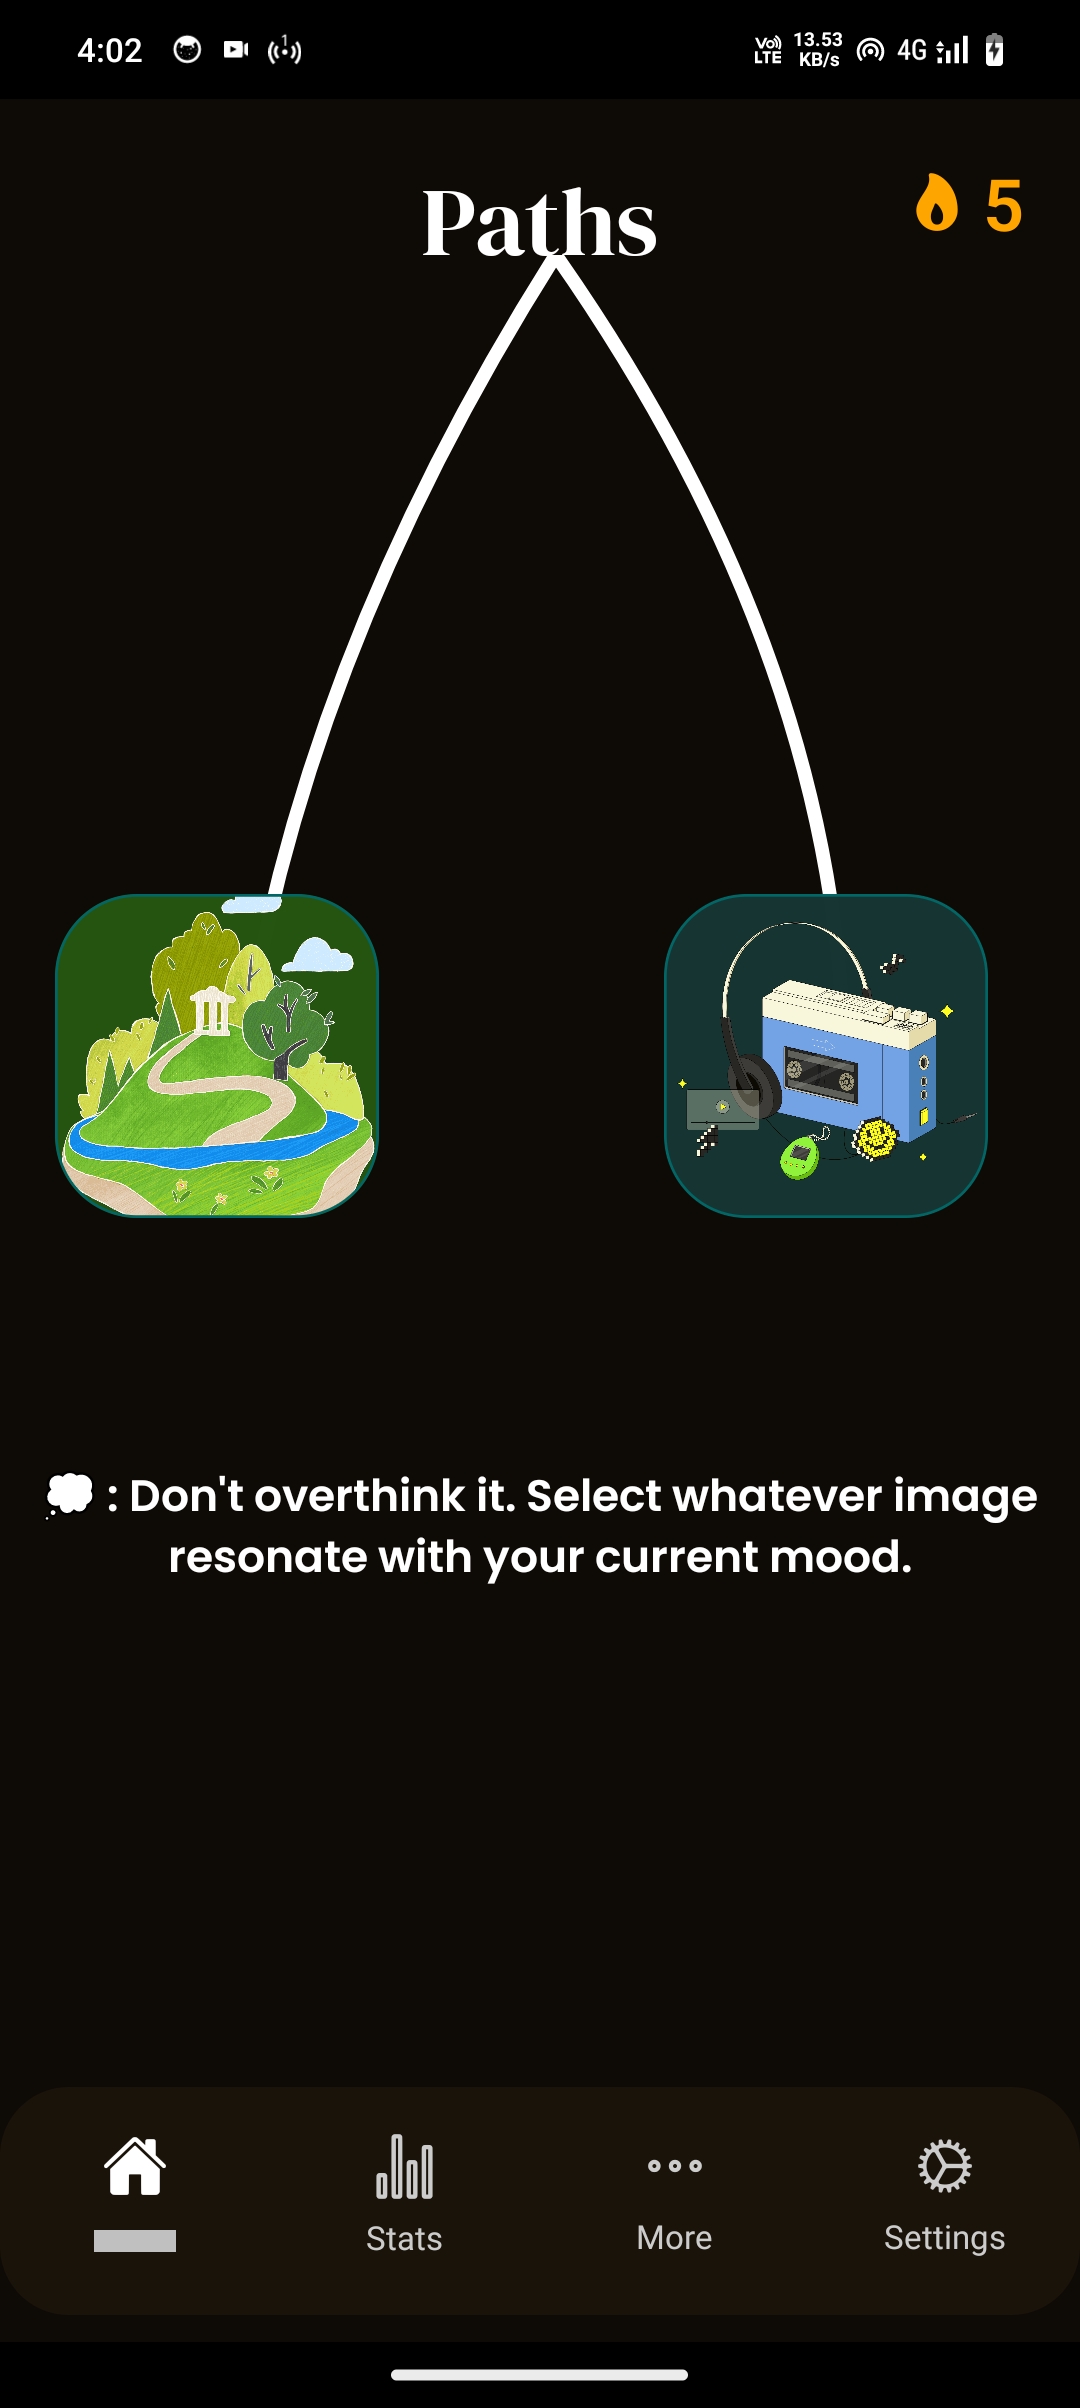 4:02
Vo)) LTE 13.53 KB/s 4G
Paths
5
: Don't overthink it. Select whatever image
resonate with your current mood.
Stats
More
Settings